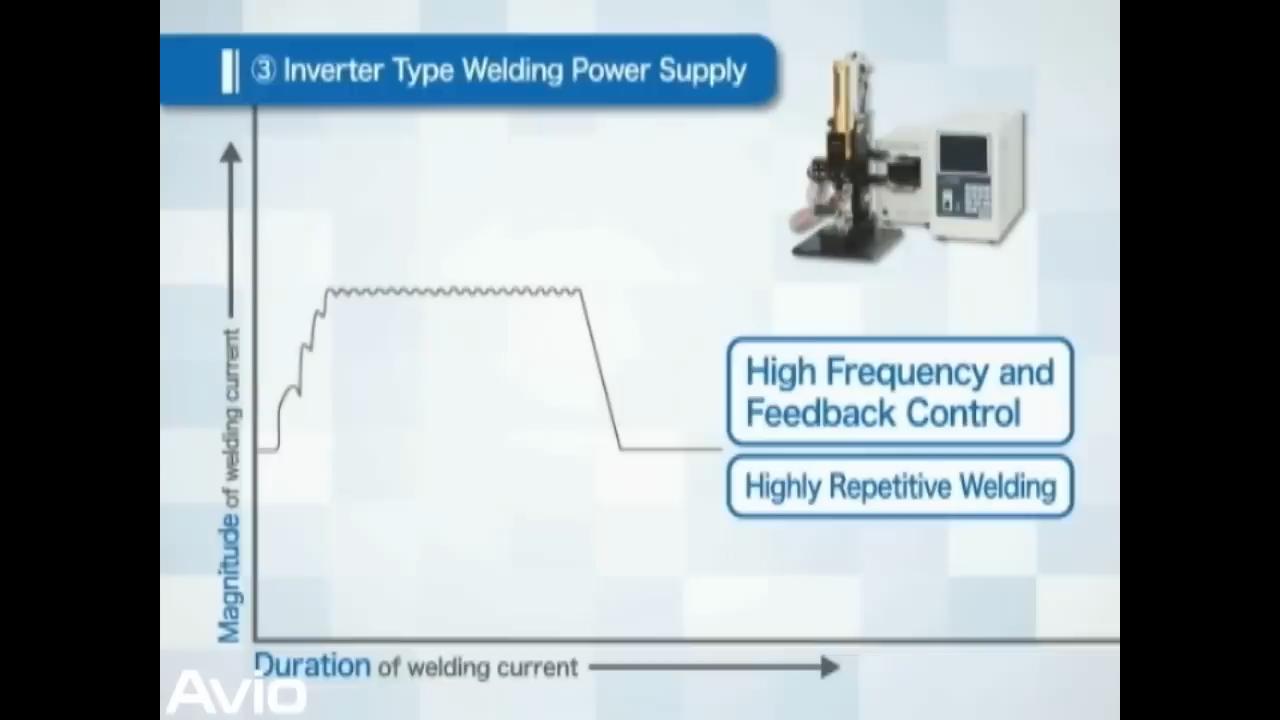 ③ Inverter Type Welding Power Supply
Magnitude of welding current
High Frequency and
Feedback Control
Highly Repetitive Welding
Duration of welding current
Avio